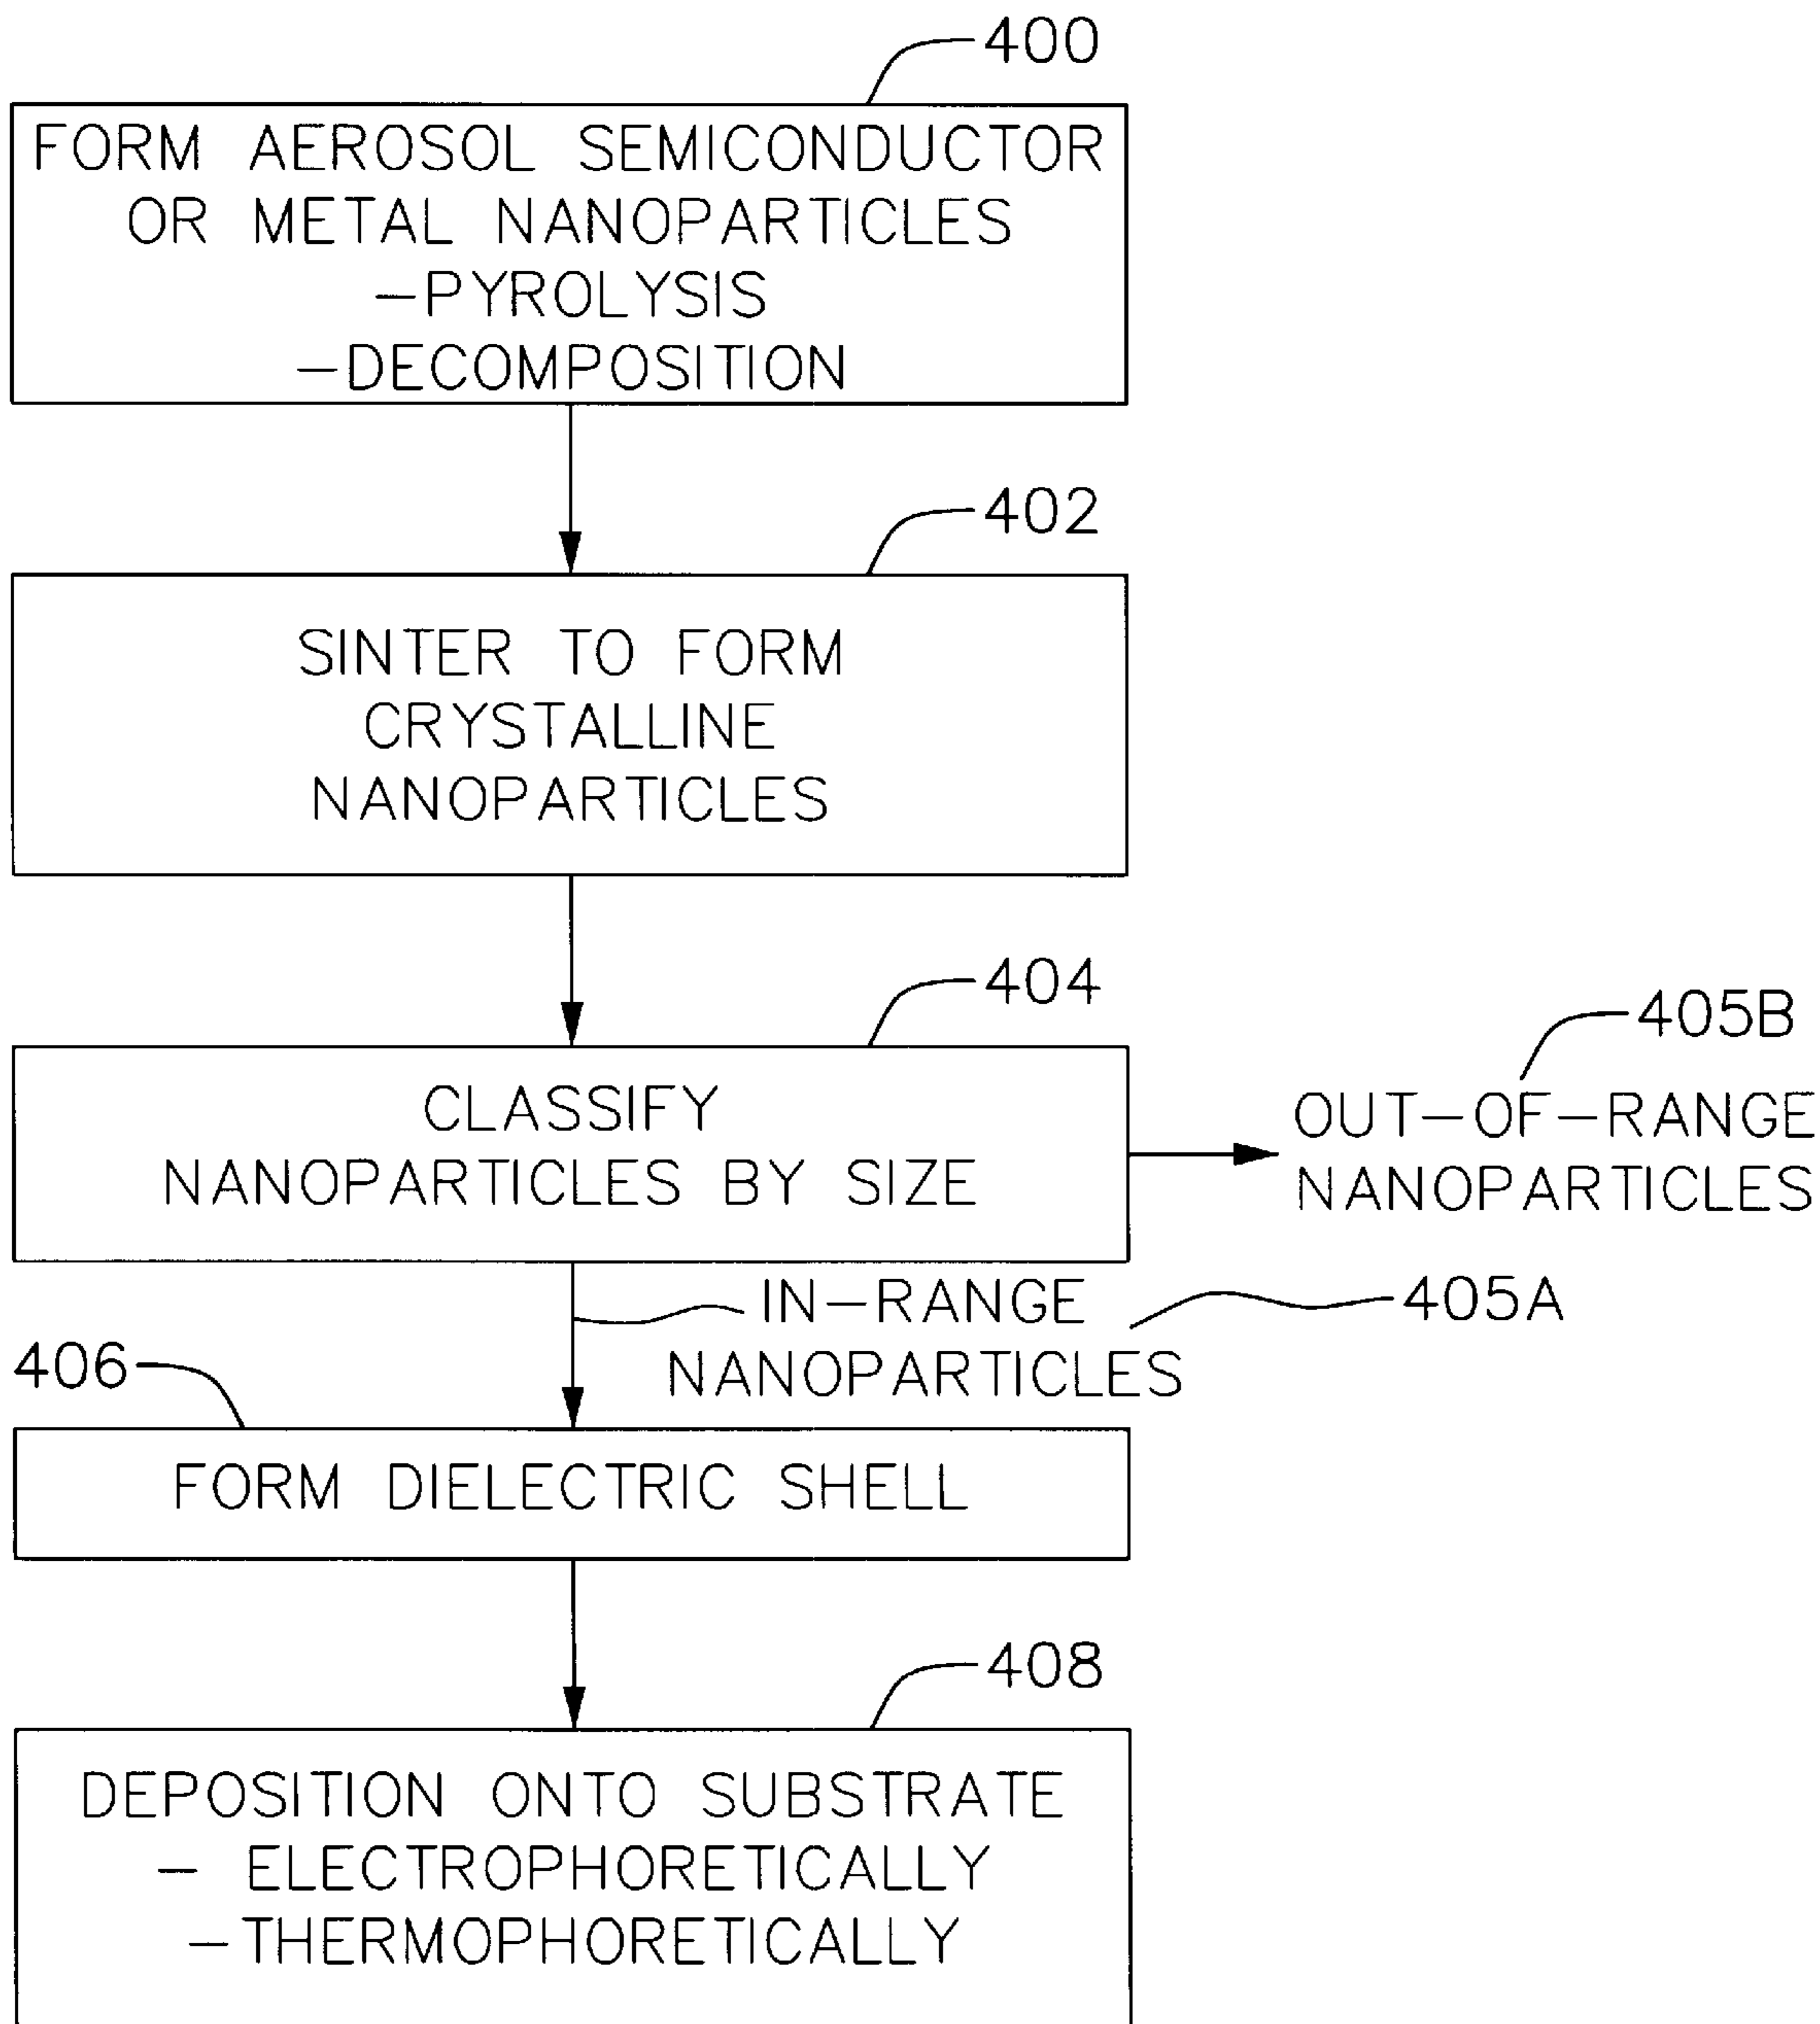 400
FORM AEROSOL SEMICONDUCTOR
OR METAL NANOPARTICLES
—PYROLYSIS
—DECOMPOSITION
402
SINTER TO FORM
CRYSTALLINE
NANOPARTICLES
404
CLASSIFY
NANOPARTICLES BY SIZE
405B
OUT—OF—RANGE
NANOPARTICLES
IN—RANGE
NANOPARTICLES
405A
406
FORM DIELECTRIC SHELL
408
DEPOSITION ONTO SUBSTRATE
— ELECTROPHORETICALLY
—THERMOPHORETICALLY